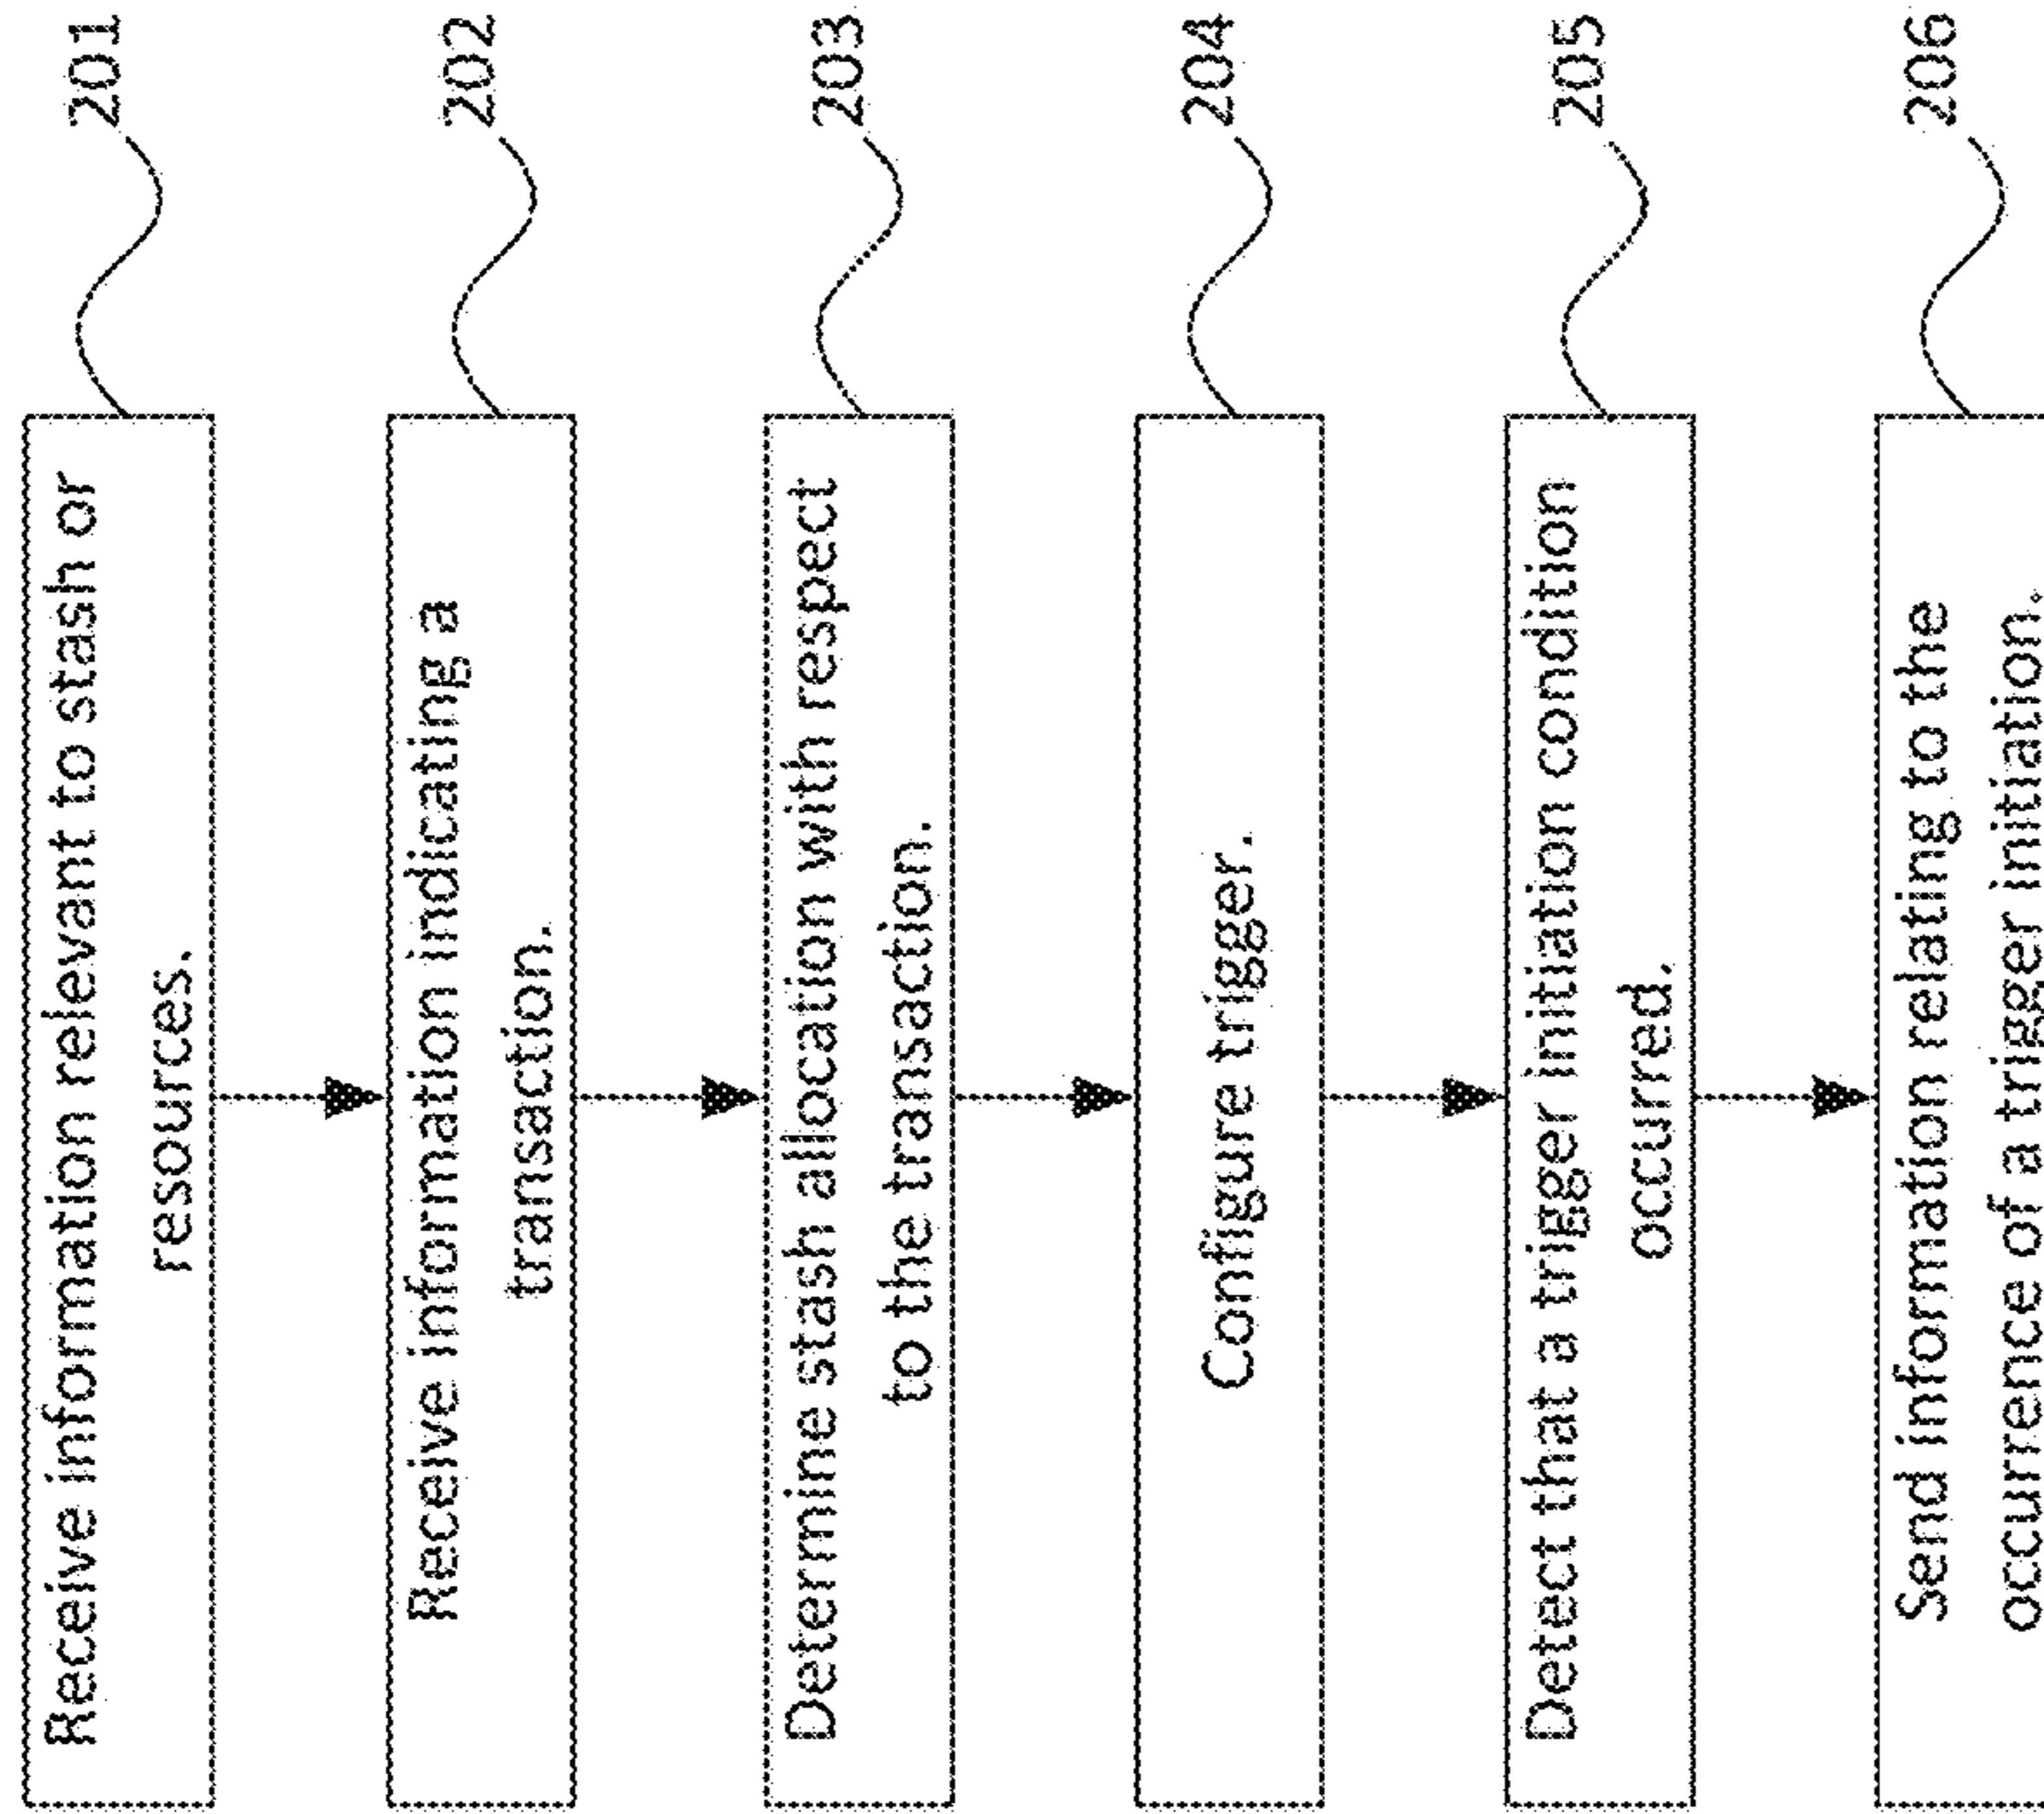 Receive information relevant to stash or
resources.
201
Receive information indicating a
transaction.
202
Determine stash allocation with respect
to the transaction.
203
Configure trigger.
204
Detect that a trigger initiation condition
occurred.
205
Send information relating to the
occurrence of a trigger initiation.
206